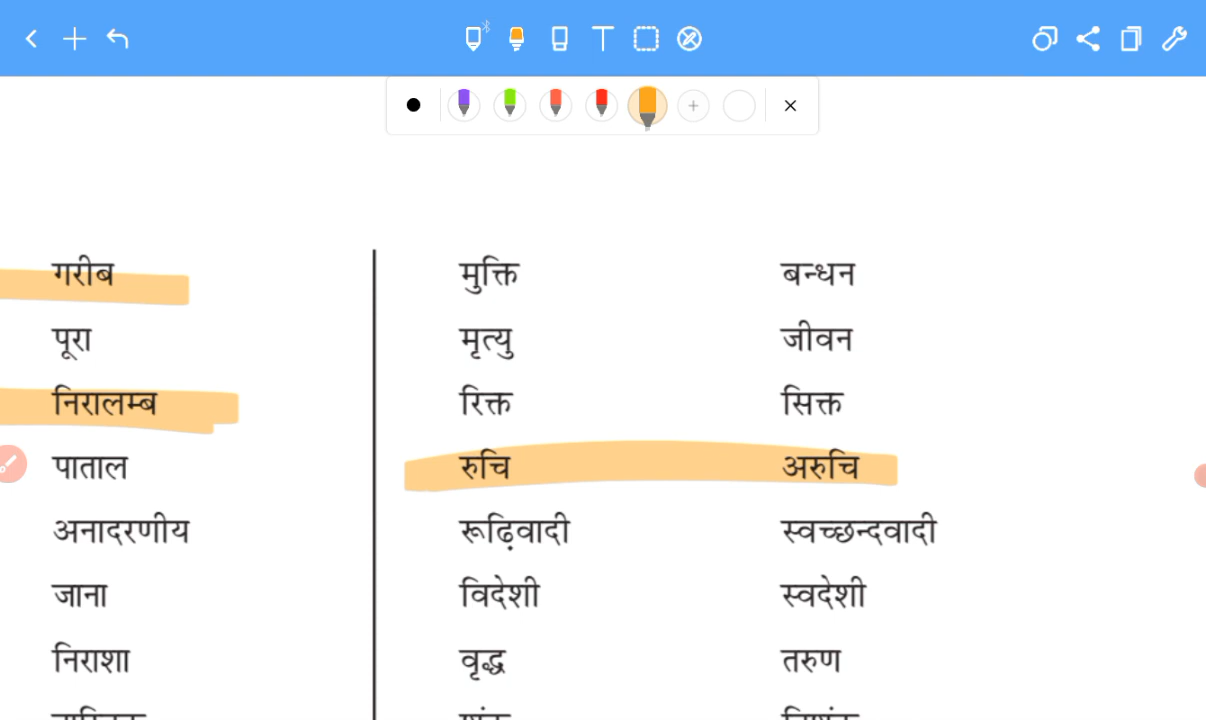 गरीब
पूरा
निरालम्ब
पाताल
अनादरणीय
जाना
निराशा
मुक्ति बन्धन
मृत्यु जीवन
रिक्त सिक्त
रुचि अरुचि
रूढ़िवादी स्वच्छन्दवादी
विदेशी स्वदेशी
वृद्ध तरुण